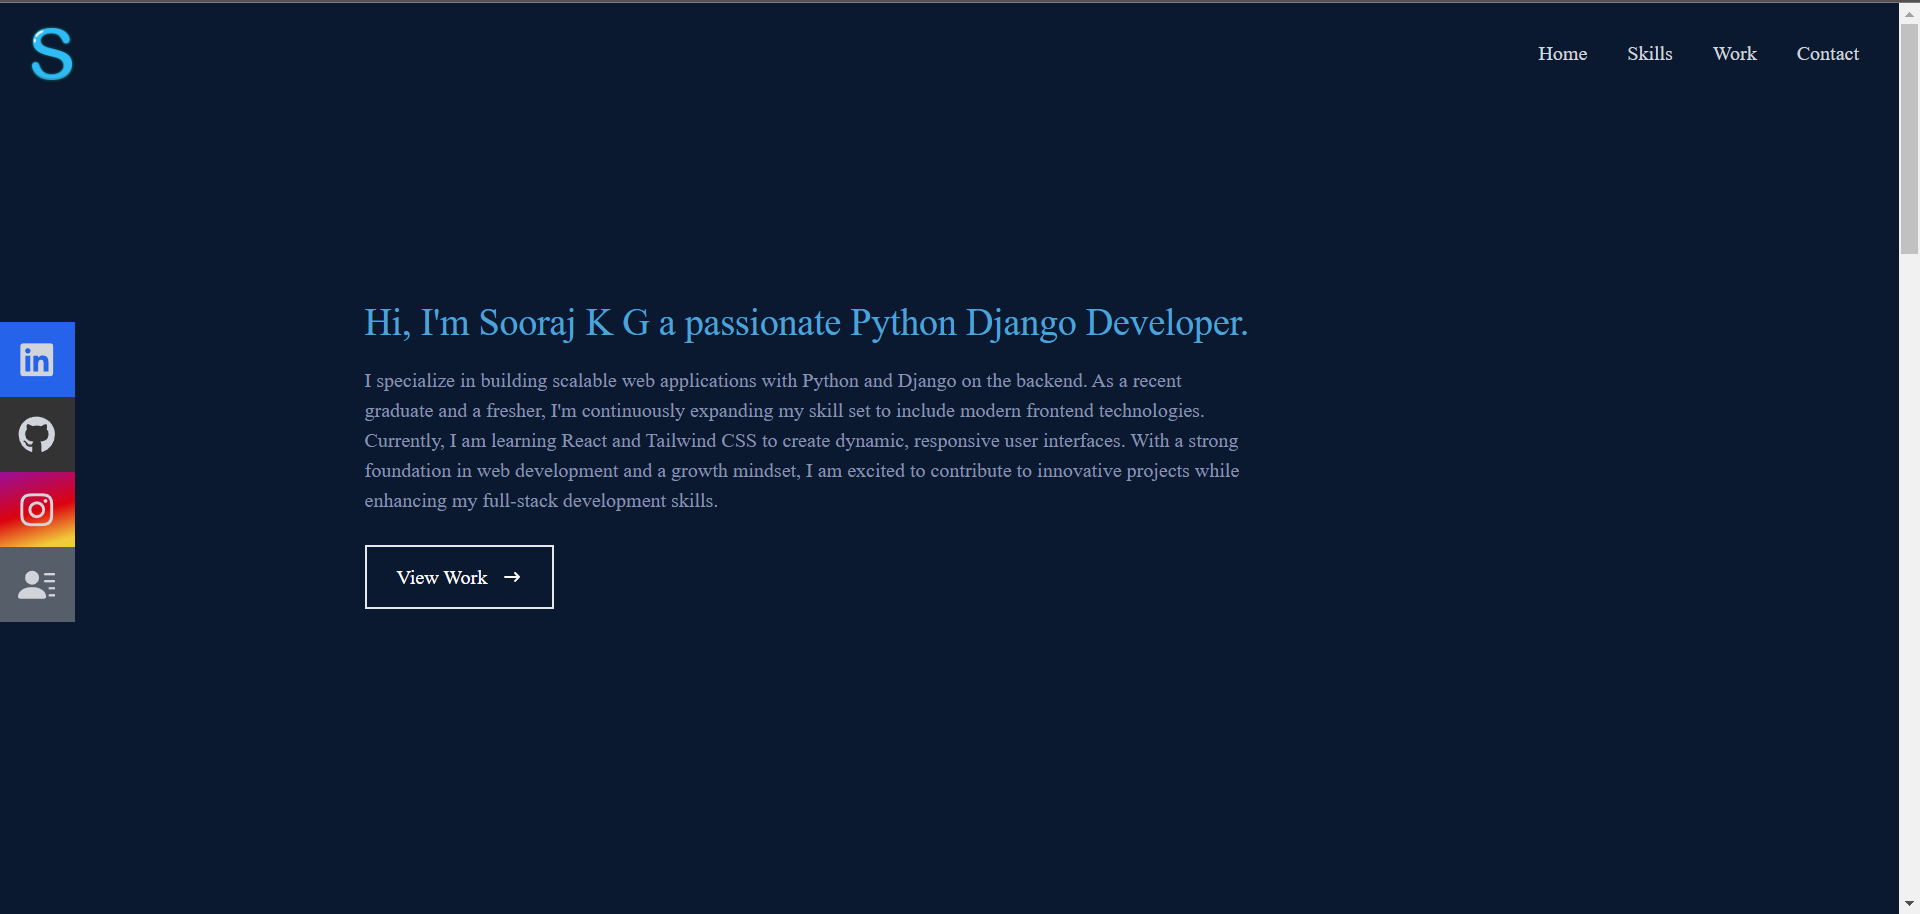 S
Home Skills Work Contact
Hi, I'm Sooraj K G a passionate Python Django Developer.
I specialize in building scalable web applications with Python and Django on the backend. As a recent
graduate and a fresher, I'm continuously expanding my skill set to include modern frontend technologies.
Currently, I am learning React and Tailwind CSS to create dynamic, responsive user interfaces. With a strong
foundation in web development and a growth mindset, I am excited to contribute to innovative projects while
enhancing my full-stack development skills.
in
View Work →